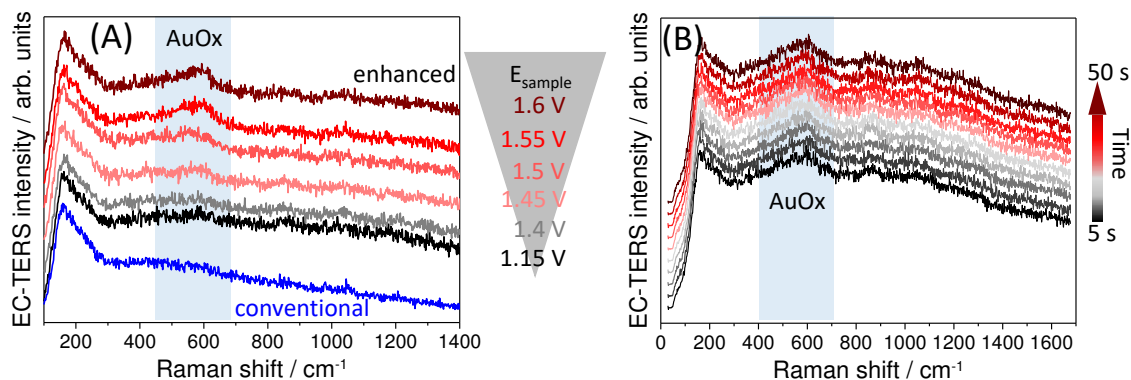 (A)
AuOx
enhanced
conventional
EC-TERS intensity / arb. units
200 400 600 800 1000 1200 1400
Raman shift / cm⁻¹
E_sample
1.6 V
1.55 V
1.5 V
1.45 V
1.4 V
1.15 V
(B)
AuOx
EC-TERS intensity / arb. units
0 200 400 600 800 1000 1200 1400 1600
Raman shift / cm⁻¹
50 s
Time
5 s